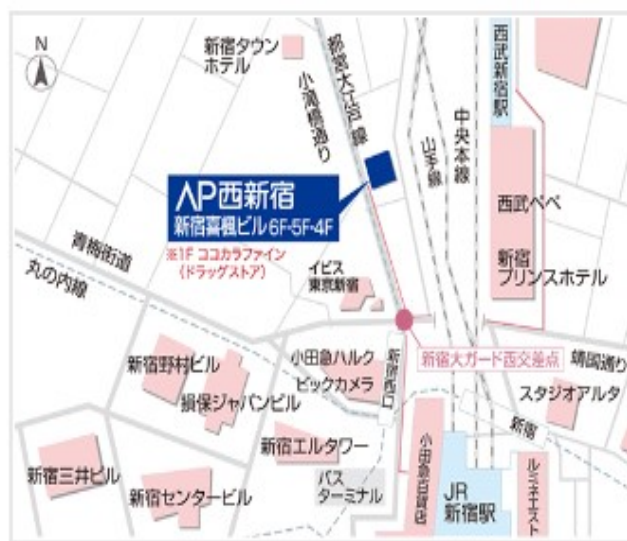 N
新宿タウン
ホテル
小滝橋通り
都営大江戸線
山手線
中央本線
西武新宿駅
AP西新宿
新宿喜楓ビル6F・5F・4F
※1F ココカラファイン
（ドラッグストア）
西武ペペ
新宿
プリンスホテル
青梅街道
丸の内線
イビス
東京新宿
新宿大ガード西交差点
靖国通り
新宿野村ビル
小田急ハルク
ビックカメラ
新宿西口
スタジオアルタ
損保ジャパンビル
新宿
新宿エルタワー
新宿三井ビル
新宿センタービル
バス
ターミナル
小田急百貨店
JR
新宿駅
ルミネエスト